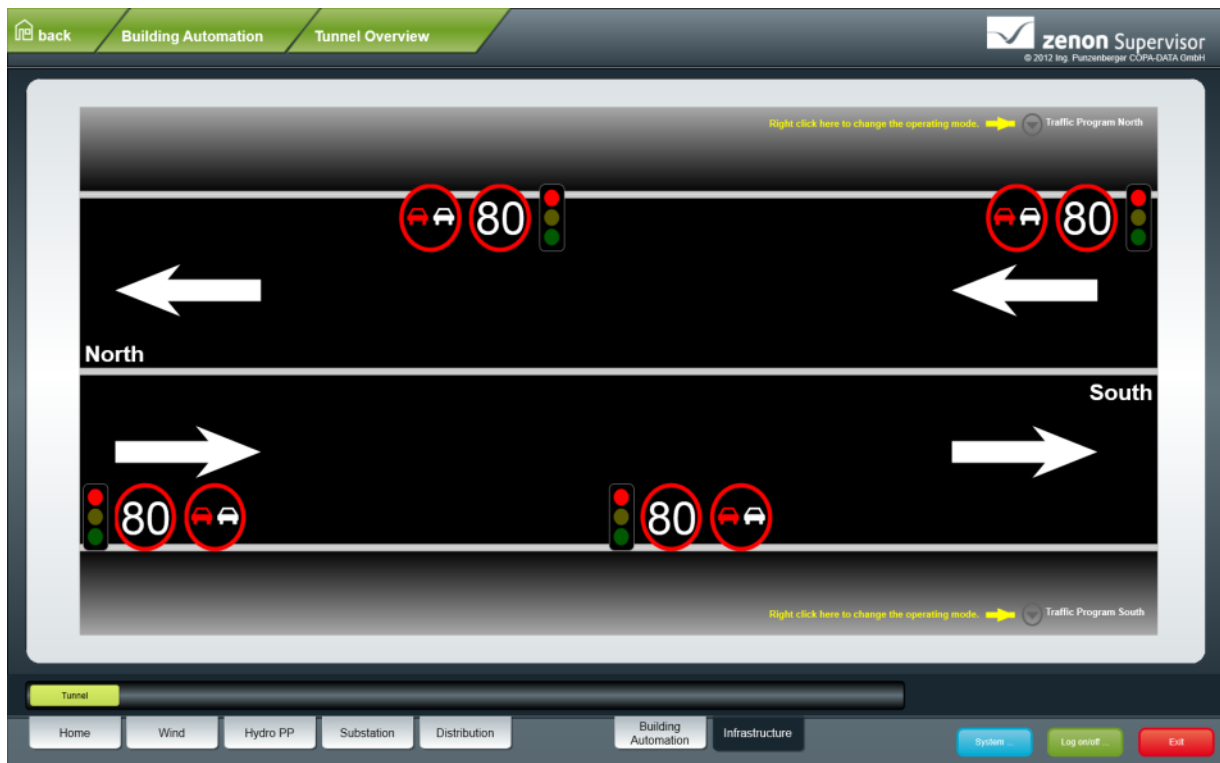 back
Building Automation
Tunnel Overview
zenon Supervisor
© 2012 Ing. Punzenberger COPA-DATA GmbH
Right click here to change the operating mode.
Traffic Program North
80
80
North
South
80
80
Right click here to change the operating mode.
Traffic Program South
Tunnel
Home
Wind
Hydro PP
Substation
Distribution
Building
Automation
Infrastructure
System ...
Log on/off ...
Exit